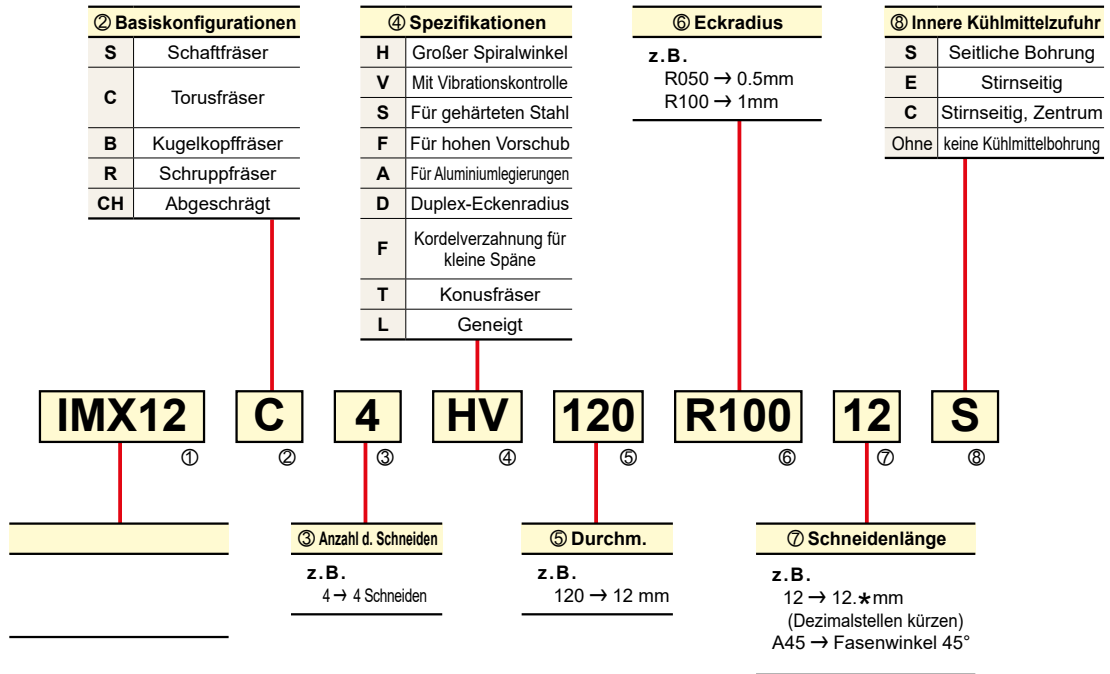 ② Basiskonfigurationen
S Schaftfräser
C Torusfräser
B Kugelkopffräser
R Schruppfräser
CH Abgeschrägt
④ Spezifikationen
H Großer Spiralwinkel
V Mit Vibrationskontrolle
S Für gehärteten Stahl
F Für hohen Vorschub
A Für Aluminiumlegierungen
D Duplex-Eckenradius
F Kordelverzahnung für
kleine Späne
T Konusfräser
L Geneigt
⑥ Eckradius
z.B.
R050 → 0.5mm
R100 → 1mm
⑧ Innere Kühlmittelzufuhr
S Seitliche Bohrung
E Stirnseitig
C Stirnseitig, Zentrum
Ohne keine Kühlmittelbohrung
IMX12 C 4 HV 120 R100 12 S
① ② ③ ④ ⑤ ⑥ ⑦ ⑧
③ Anzahl d. Schneiden
z.B.
4 → 4 Schneiden
⑤ Durchm.
z.B.
120 → 12 mm
⑦ Schneidenlänge
z.B.
12 → 12.★mm
(Dezimalstellen kürzen)
A45 → Fasenwinkel 45°